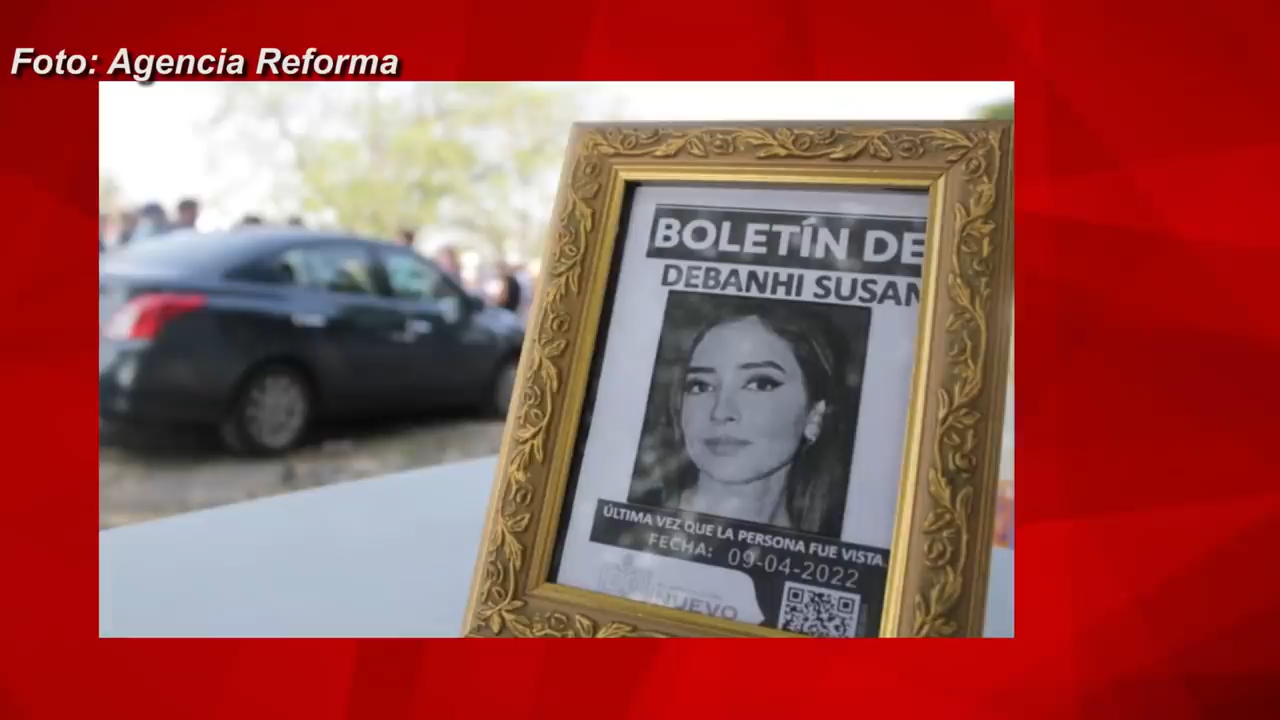 Foto: Agencia Reforma
BOLETÍN DE
DEBANHI SUSAN
ÚLTIMA VEZ QUE LA PERSONA FUE VISTA
FECHA: 09-04-2022
NUEVO